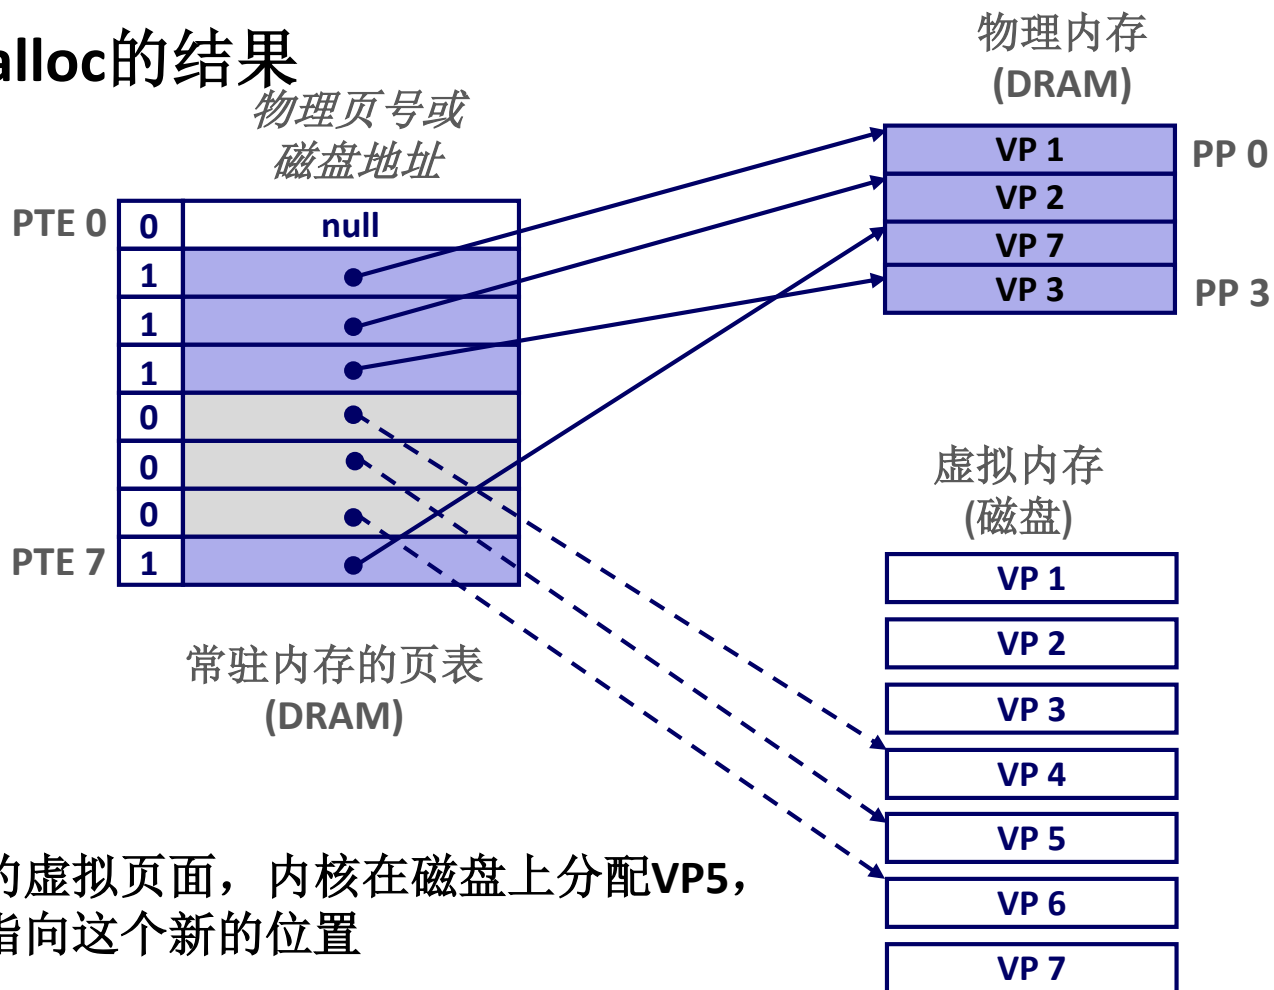 alloc的结果
物理页号或
磁盘地址
物理内存
(DRAM)
PTE 0
0
null
1
1
1
0
0
0
PTE 7
1
常驻内存的页表
(DRAM)
VP 1
PP 0
VP 2
VP 7
VP 3
PP 3
虚拟内存
(磁盘)
VP 1
VP 2
VP 3
VP 4
VP 5
VP 6
VP 7
的虚拟页面，内核在磁盘上分配VP5，
指向这个新的位置